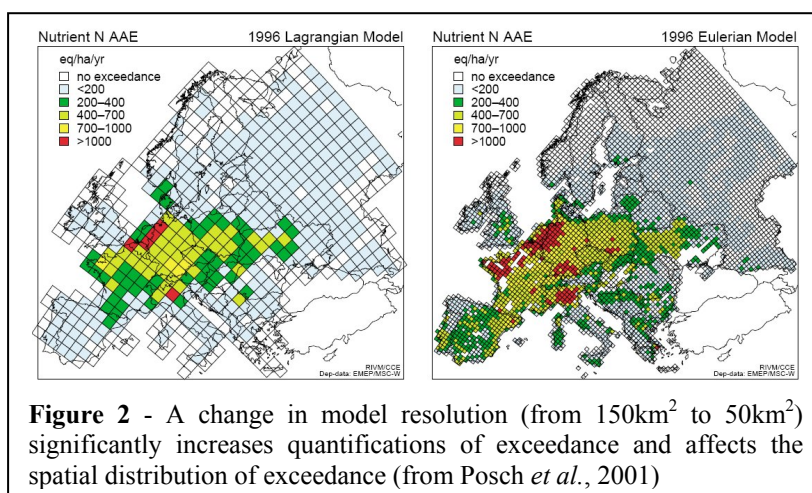 Nutrient N AAE
1996 Lagrangian Model
eq/ha/yr
no exceedance
<200
200–400
400–700
700–1000
>1000
RIVM/CCE
Dep-data: EMEP/MSC-W
Nutrient N AAE
1996 Eulerian Model
eq/ha/yr
no exceedance
<200
200–400
400–700
700–1000
>1000
RIVM/CCE
Dep-data: EMEP/MSC-W
Figure 2 - A change in model resolution (from 150km² to 50km²)
significantly increases quantifications of exceedance and affects the
spatial distribution of exceedance (from Posch et al., 2001)